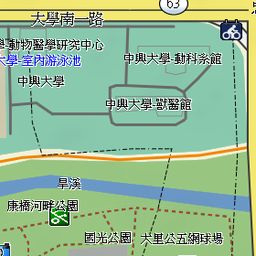 63
大學南一路
學·動物醫學研究中心
大學·室內游泳池
中興大學·動科系館
中興大學
中興大學·獸醫館
旱溪
康橋河畔公園
國光公園
大里公五網球場